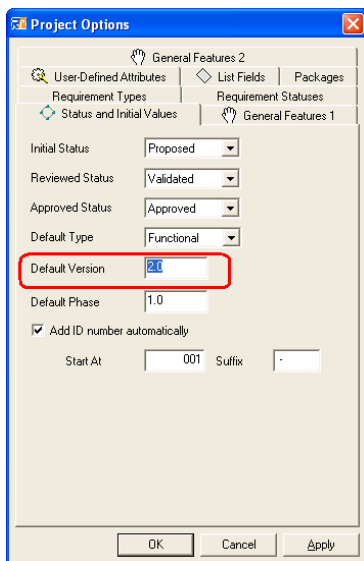 Project Options
General Features 2
User-Defined Attributes List Fields Packages
Requirement Types Requirement Statuses
Status and Initial Values General Features 1
Initial Status Proposed
Reviewed Status Validated
Approved Status Approved
Default Type Functional
Default Version 2.0
Default Phase 1.0
Add ID number automatically
Start At 001 Suffix -
OK Cancel Apply